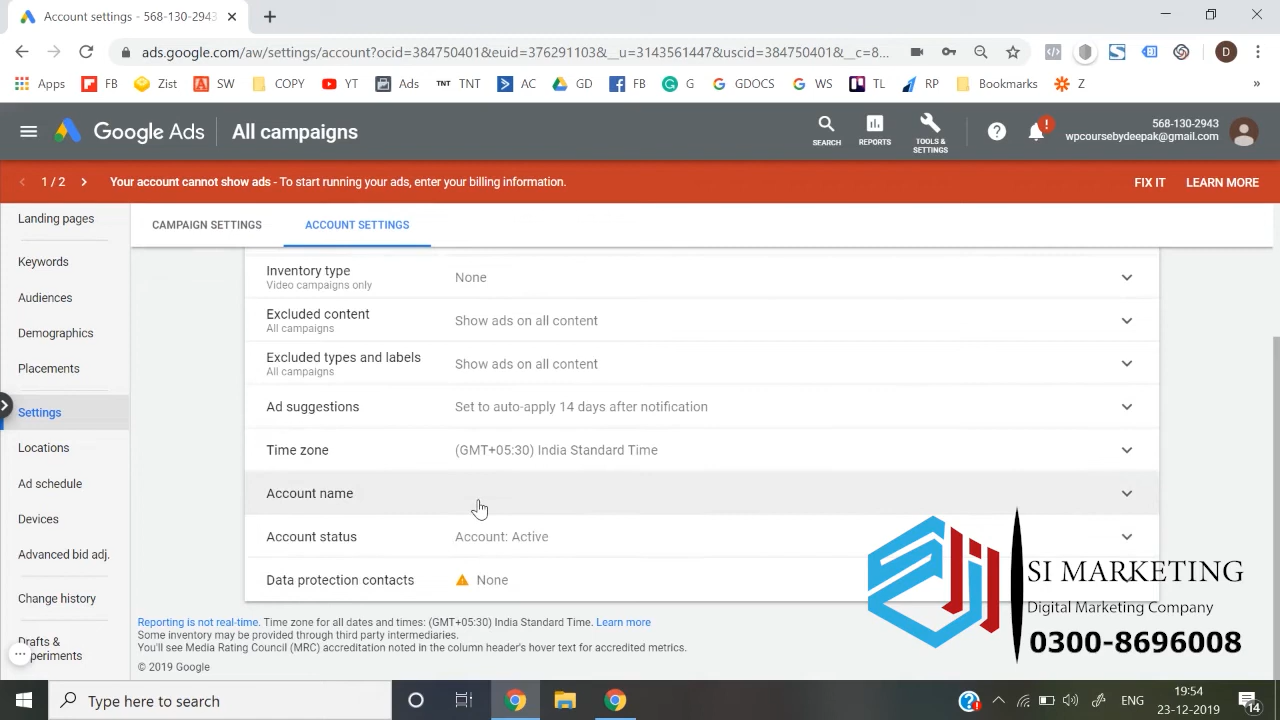 Account settings - 568-130-2943
ads.google.com/aw/settings/account?ocid=384750401&euid=376291103&__u=3143561447&uscid=384750401&__c=8...
Apps FB Zist SW COPY YT Ads TNT TNT AC GD FB G GDOCS WS TL RP Bookmarks Z »
Google Ads All campaigns
SEARCH REPORTS TOOLS & SETTINGS
568-130-2943
wpcoursebydeepak@gmail.com
1 / 2 Your account cannot show ads - To start running your ads, enter your billing information. FIX IT LEARN MORE
Landing pages
Keywords
Audiences
Demographics
Placements
Settings
Locations
Ad schedule
Devices
Advanced bid adj.
Change history
Drafts &
experiments
CAMPAIGN SETTINGS ACCOUNT SETTINGS
Inventory type None
Video campaigns only
Excluded content Show ads on all content
All campaigns
Excluded types and labels Show ads on all content
All campaigns
Ad suggestions Set to auto-apply 14 days after notification
Time zone (GMT+05:30) India Standard Time
Account name
Account status Account: Active
Data protection contacts None
Reporting is not real-time. Time zone for all dates and times: (GMT+05:30) India Standard Time. Learn more
Some inventory may be provided through third party intermediaries.
You'll see Media Rating Council (MRC) accreditation noted in the column header's hover text for accredited metrics.
© 2019 Google
SI MARKETING
Digital Marketing Company
0300-8696008
Type here to search
ENG
19:54
23-12-2019
14